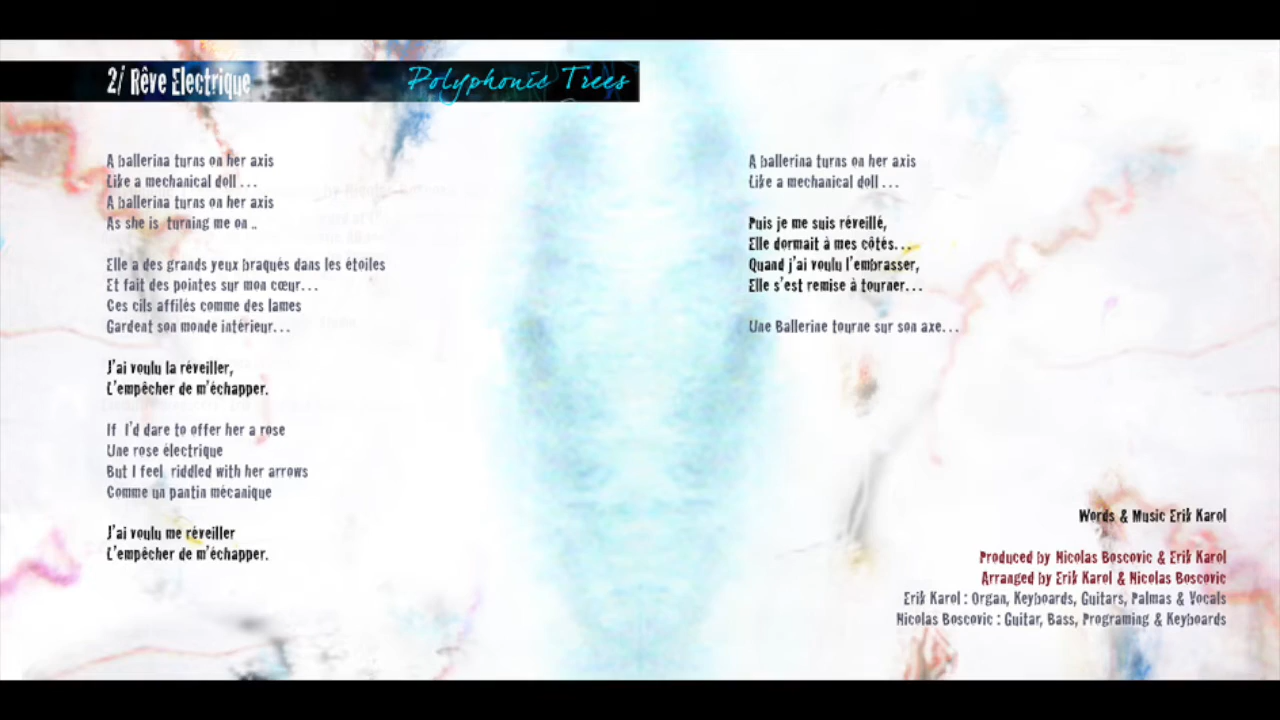 2/ Rêve Electrique
Polyphonic Trees
A ballerina turns on her axis
Like a mechanical doll ...
A ballerina turns on her axis
As she is turning me on ..
Elle a des grands yeux braqués dans les étoiles
Et fait des pointes sur mon cœur...
Ces cils affilés comme des lames
Gardent son monde intérieur...
J'ai voulu la réveiller,
L'empêcher de m'échapper.
If I'd dare to offer her a rose
Une rose électrique
But I feel riddled with her arrows
Comme un pantin mécanique
J'ai voulu me réveiller
L'empêcher de m'échapper.
A ballerina turns on her axis
Like a mechanical doll ...
Puis je me suis réveillé,
Elle dormait à mes côtés...
Quand j'ai voulu l'embrasser,
Elle s'est remise à tourner...
Une Ballerine tourne sur son axe...
Words & Music Erik Karol
Produced by Nicolas Boscovic & Erik Karol
Arranged by Erik Karol & Nicolas Boscovic
Erik Karol : Organ, Keyboards, Guitars, Palmas & Vocals
Nicolas Boscovic : Guitar, Bass, Programing & Keyboards